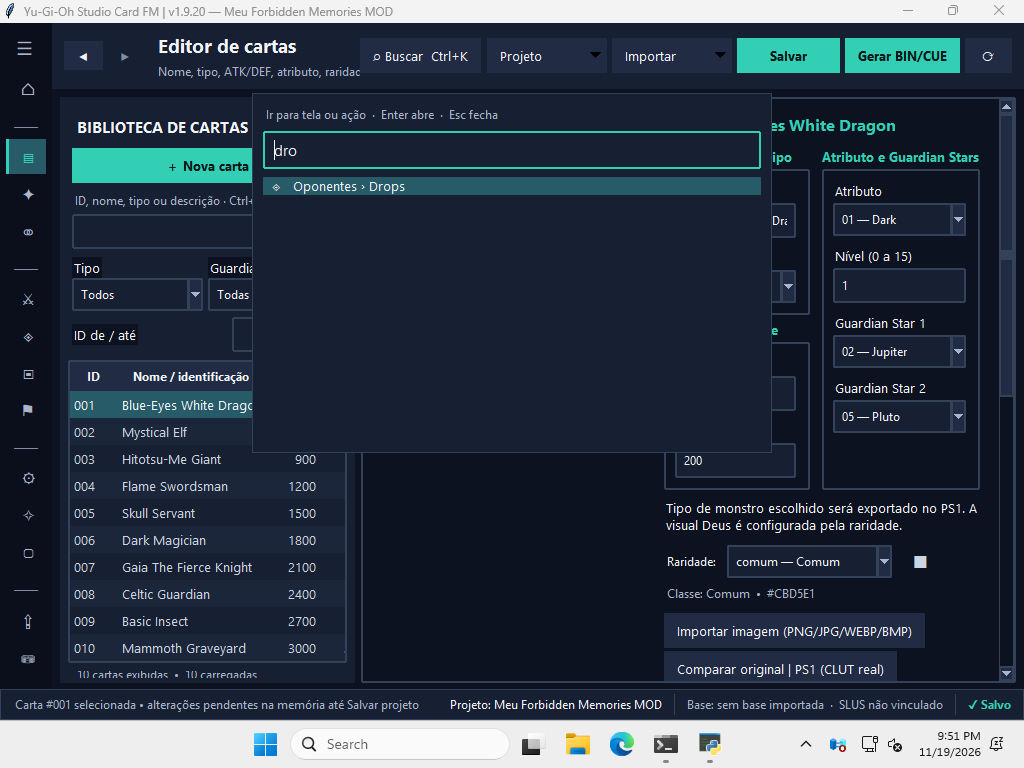 Yu-Gi-Oh Studio Card FM | v1.9.20 — Meu Forbidden Memories MOD
Editor de cartas
Nome, tipo, ATK/DEF, atributo, raridad
Buscar Ctrl+K
Projeto
Importar
Salvar
Gerar BIN/CUE
Ir para tela ou ação · Enter abre · Esc fecha
dro
Oponentes › Drops
BIBLIOTECA DE CARTAS
+ Nova carta
ID, nome, tipo ou descrição · Ctrl+
Tipo
Guardia
Todos
Todas
ID de / até
ID
Nome / identificação
001 Blue-Eyes White Drago
002 Mystical Elf
003 Hitotsu-Me Giant 900
004 Flame Swordsman 1200
005 Skull Servant 1500
006 Dark Magician 1800
007 Gaia The Fierce Knight 2100
008 Celtic Guardian 2400
009 Basic Insect 2700
010 Mammoth Graveyard 3000
10 cartas exibidas • 10 carregadas
es White Dragon
ipo
Atributo e Guardian Stars
Atributo
01 — Dark
Nível (0 a 15)
1
Guardian Star 1
02 — Jupiter
Guardian Star 2
05 — Pluto
Dra
e
200
Tipo de monstro escolhido será exportado no PS1. A
visual Deus é configurada pela raridade.
Raridade:
comum — Comum
Classe: Comum • #CBD5E1
Importar imagem (PNG/JPG/WEBP/BMP)
Comparar original | PS1 (CLUT real)
Carta #001 selecionada • alterações pendentes na memória até Salvar projeto
Projeto: Meu Forbidden Memories MOD
Base: sem base importada · SLUS não vinculado
✓ Salvo
Search
9:51 PM
11/19/2026